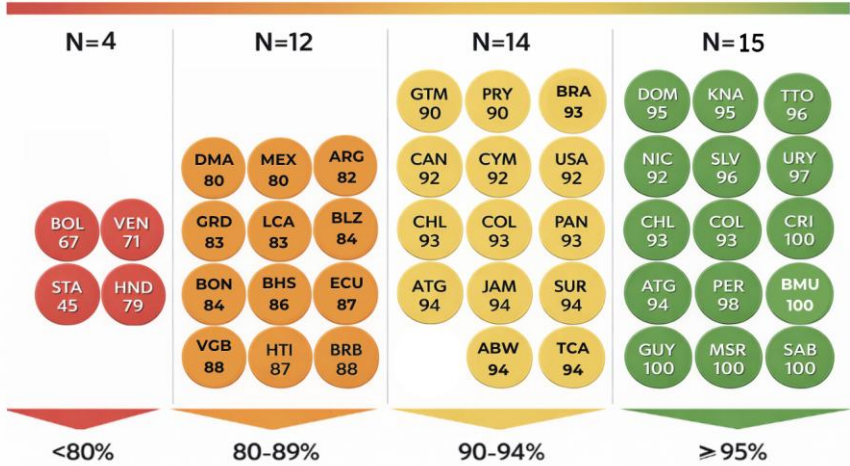 N=4
BOL
67
VEN
71
STA
45
HND
79
<80%
N=12
DMA
80
MEX
80
ARG
82
GRD
83
LCA
83
BLZ
84
BON
84
BHS
86
ECU
87
VGB
88
HTI
87
BRB
88
80-89%
N=14
GTM
90
PRY
90
BRA
93
CAN
92
CYM
92
USA
92
CHL
93
COL
93
PAN
93
ATG
94
JAM
94
SUR
94
ABW
94
TCA
94
90-94%
N=15
DOM
95
KNA
95
TTO
96
NIC
92
SLV
96
URY
97
CHL
93
COL
93
CRI
100
ATG
94
PER
98
BMU
100
GUY
100
MSR
100
SAB
100
≥95%